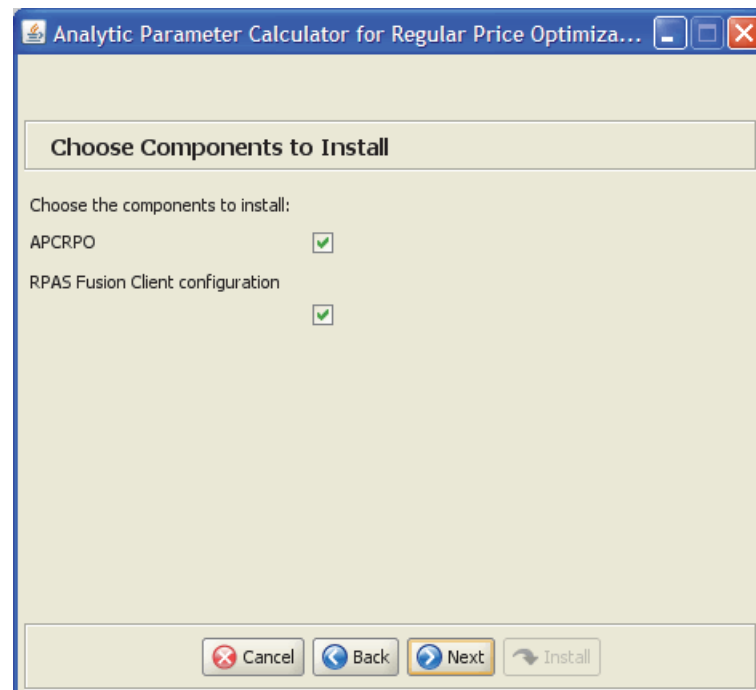 Analytic Parameter Calculator for Regular Price Optimiza...
Choose Components to Install
Choose the components to install:
APCRPO
RPAS Fusion Client configuration
Cancel Back Next Install